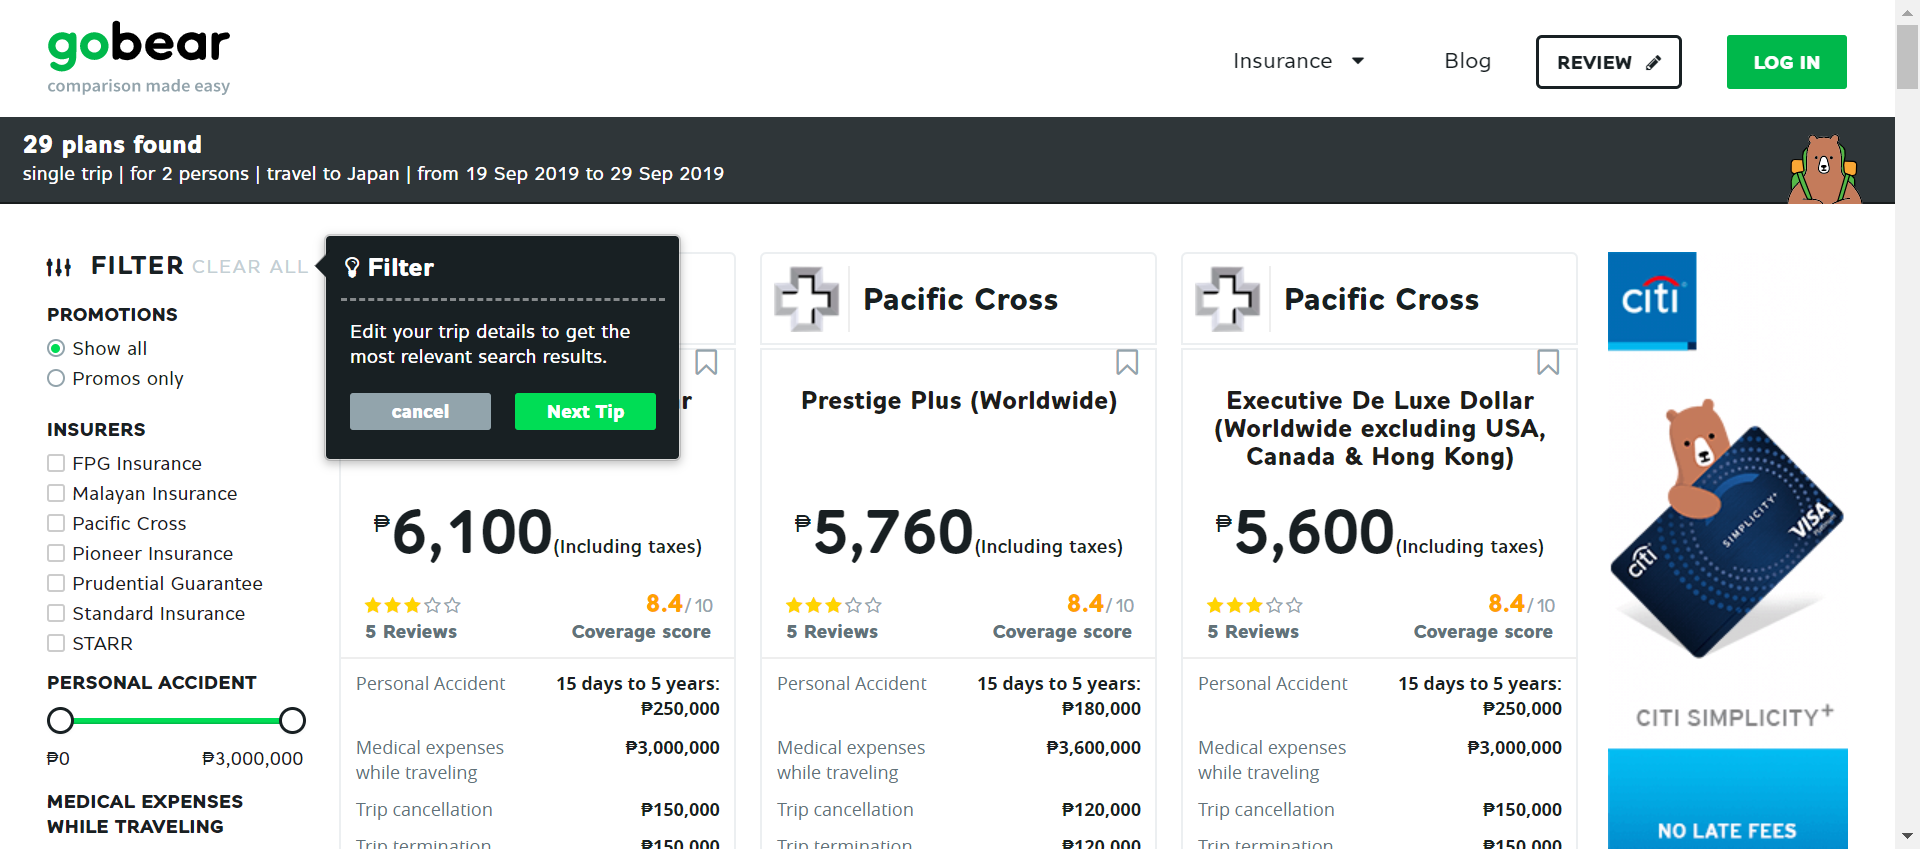 gobear
comparison made easy
Insurance
Blog
REVIEW
LOG IN
29 plans found
single trip | for 2 persons | travel to Japan | from 19 Sep 2019 to 29 Sep 2019
FILTER CLEAR ALL
PROMOTIONS
Show all
Promos only
INSURERS
FPG Insurance
Malayan Insurance
Pacific Cross
Pioneer Insurance
Prudential Guarantee
Standard Insurance
STARR
PERSONAL ACCIDENT
₱0 ₱3,000,000
MEDICAL EXPENSES
WHILE TRAVELING
Filter
Edit your trip details to get the
most relevant search results.
cancel
Next Tip
₱6,100 (Including taxes)
5 Reviews
8.4/10
Coverage score
Personal Accident 15 days to 5 years:
₱250,000
Medical expenses ₱3,000,000
while traveling
Trip cancellation ₱150,000
Trip termination ₱150,000
Pacific Cross
Prestige Plus (Worldwide)
₱5,760 (Including taxes)
5 Reviews
8.4/10
Coverage score
Personal Accident 15 days to 5 years:
₱180,000
Medical expenses ₱3,600,000
while traveling
Trip cancellation ₱120,000
Trip termination ₱120,000
Pacific Cross
Executive De Luxe Dollar
(Worldwide excluding USA,
Canada & Hong Kong)
₱5,600 (Including taxes)
5 Reviews
8.4/10
Coverage score
Personal Accident 15 days to 5 years:
₱250,000
Medical expenses ₱3,000,000
while traveling
Trip cancellation ₱150,000
Trip termination ₱150,000
citi
citi
SIMPLICITY+
VISA
CITI SIMPLICITY+
NO LATE FEES